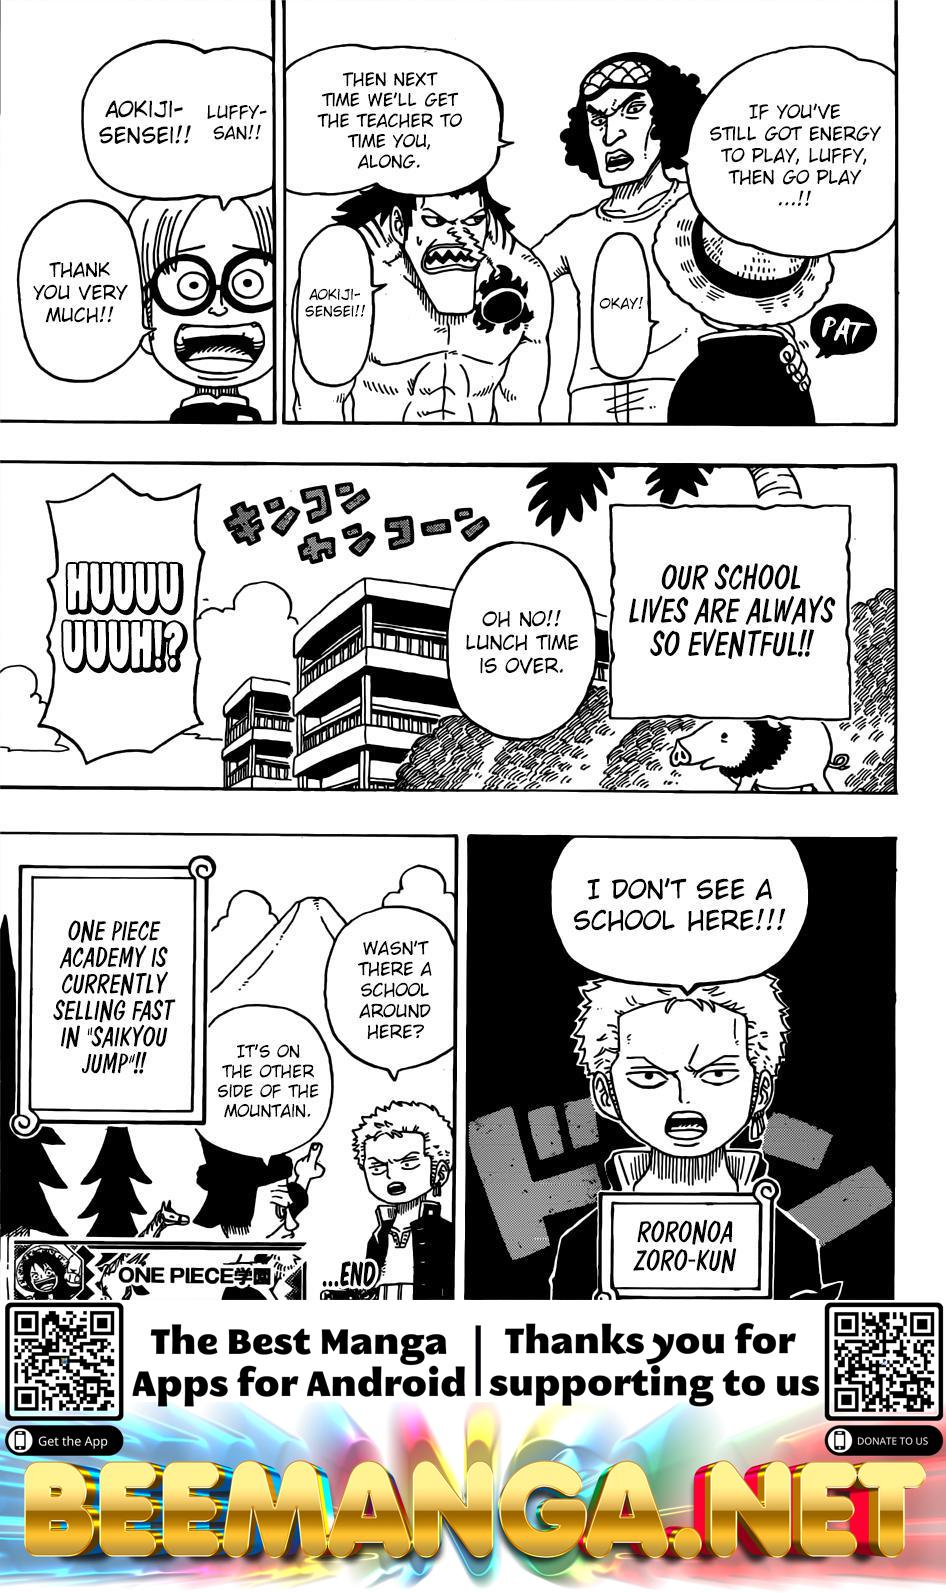 IF YOU'VE
STILL GOT ENERGY
TO PLAY, LUFFY,
THEN GO PLAY
...!!
PAT
OKAY!
THEN NEXT
TIME WE'LL GET
THE TEACHER TO
TIME YOU,
ALONG.
AOKIJI-
SENSEI!!
LUFFY-
SAN!!
AOKIJI-
SENSEI!!
THANK
YOU VERY
MUCH!!
OUR SCHOOL
LIVES ARE ALWAYS
SO EVENTFUL!!
OH NO!!
LUNCH TIME
IS OVER.
キンコン
カンコーン
HUUUU
UUUH!?
I DON'T SEE A
SCHOOL HERE!!!
ドン
RORONOA
ZORO-KUN
WASN'T
THERE A
SCHOOL
AROUND
HERE?
IT'S ON
THE OTHER
SIDE OF THE
MOUNTAIN.
ONE PIECE
ACADEMY IS
CURRENTLY
SELLING FAST
IN "SAIKYOU
JUMP"!!
ONE PIECE学園
...END
The Best Manga
Apps for Android
Thanks you for
supporting to us
Get the App
DONATE TO US
BEEMANGA.NET